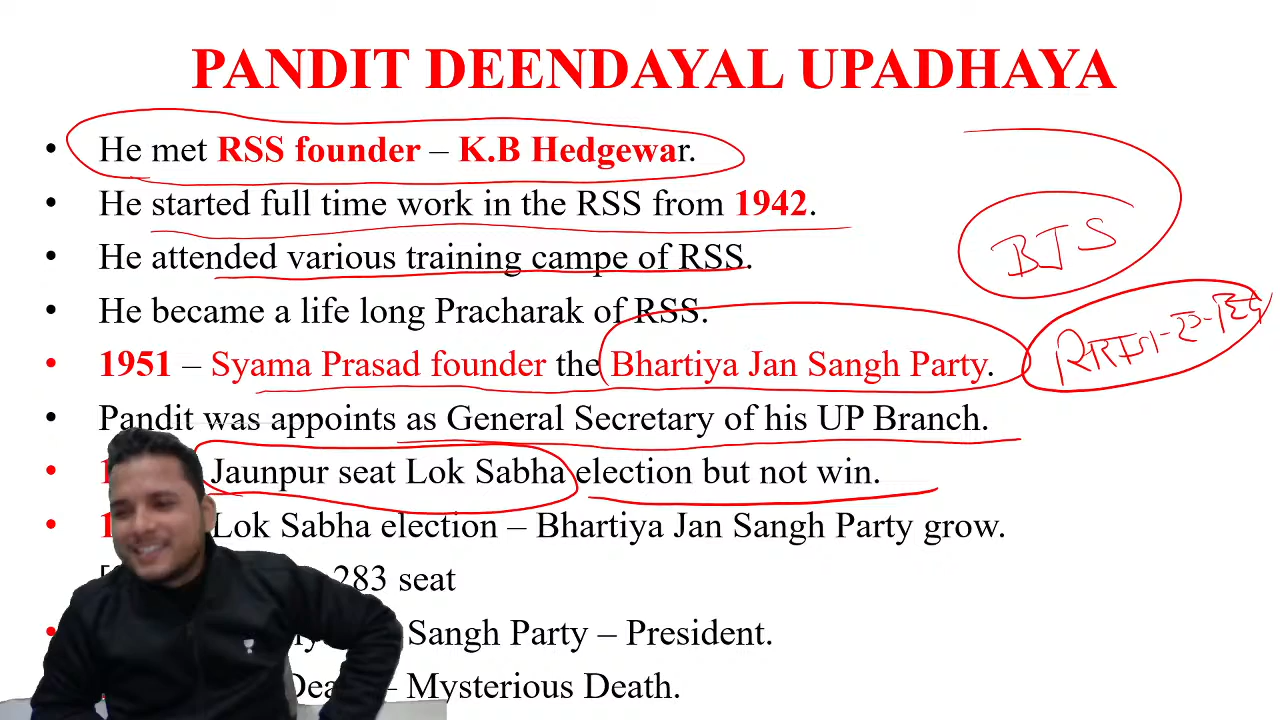 PANDIT DEENDAYAL UPADHAYA
• He met RSS founder – K.B Hedgewar.
• He started full time work in the RSS from 1942.
• He attended various training campe of RSS.
BJS
• He became a life long Pracharak of RSS.
• 1951 – Syama Prasad founder the Bhartiya Jan Sangh Party.
• Pandit was appoints as General Secretary of his UP Branch.
• Jaunpur seat Lok Sabha election but not win.
• Lok Sabha election – Bhartiya Jan Sangh Party grow.
283 seat
• Sangh Party – President.
– Mysterious Death.